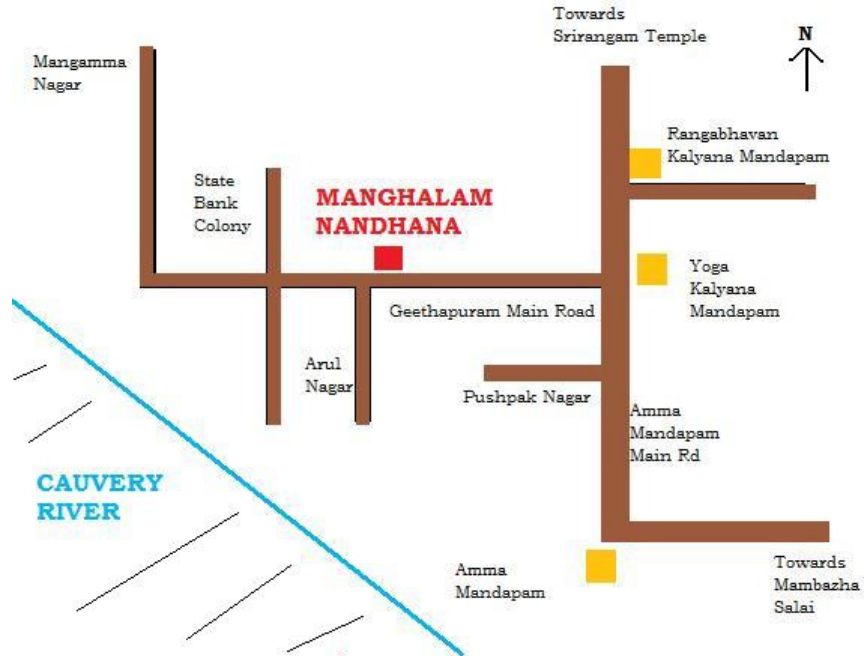 Towards
Srirangam Temple
N
Mangamma
Nagar
Rangabhavan
Kalyana Mandapam
State
Bank
Colony
MANGHALAM
NANDHANA
Yoga
Kalyana
Mandapam
Geethapuram Main Road
Arul
Nagar
Pushpak Nagar
Amma
Mandapam
Main Rd
CAUVERY
RIVER
Amma
Mandapam
Towards
Mambazha
Salai